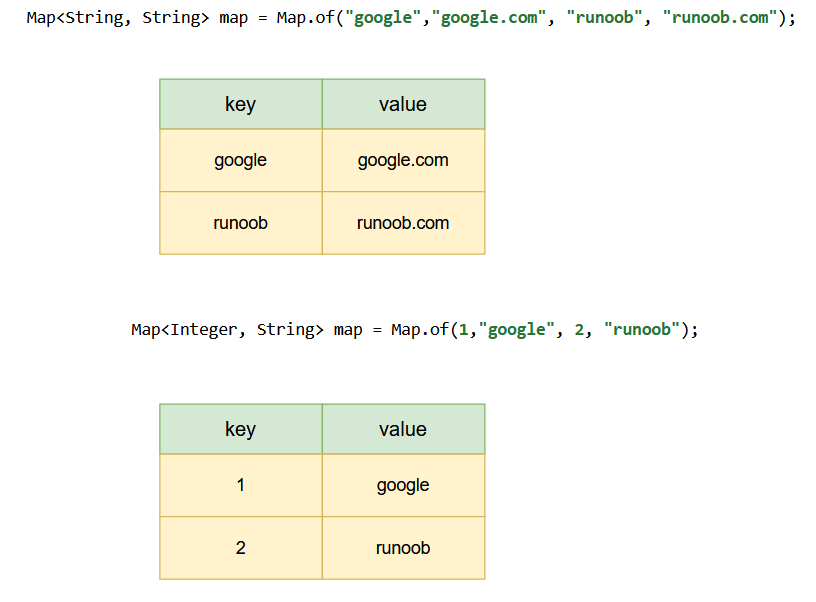 Map<String, String> map = Map.of("google","google.com", "runoob", "runoob.com");
key value
google google.com
runoob runoob.com
Map<Integer, String> map = Map.of(1,"google", 2, "runoob");
key value
1 google
2 runoob